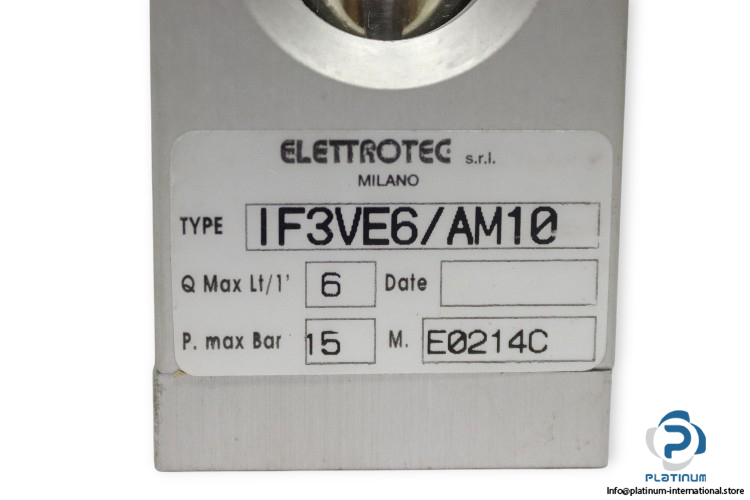 ELETTROTEC s.r.l.
MILANO
TYPE IF3VE6/AM10
Q Max Lt/1' 6 Date
P. max Bar 15 M. E0214C
PLATINUM
Info@platinum-international.store